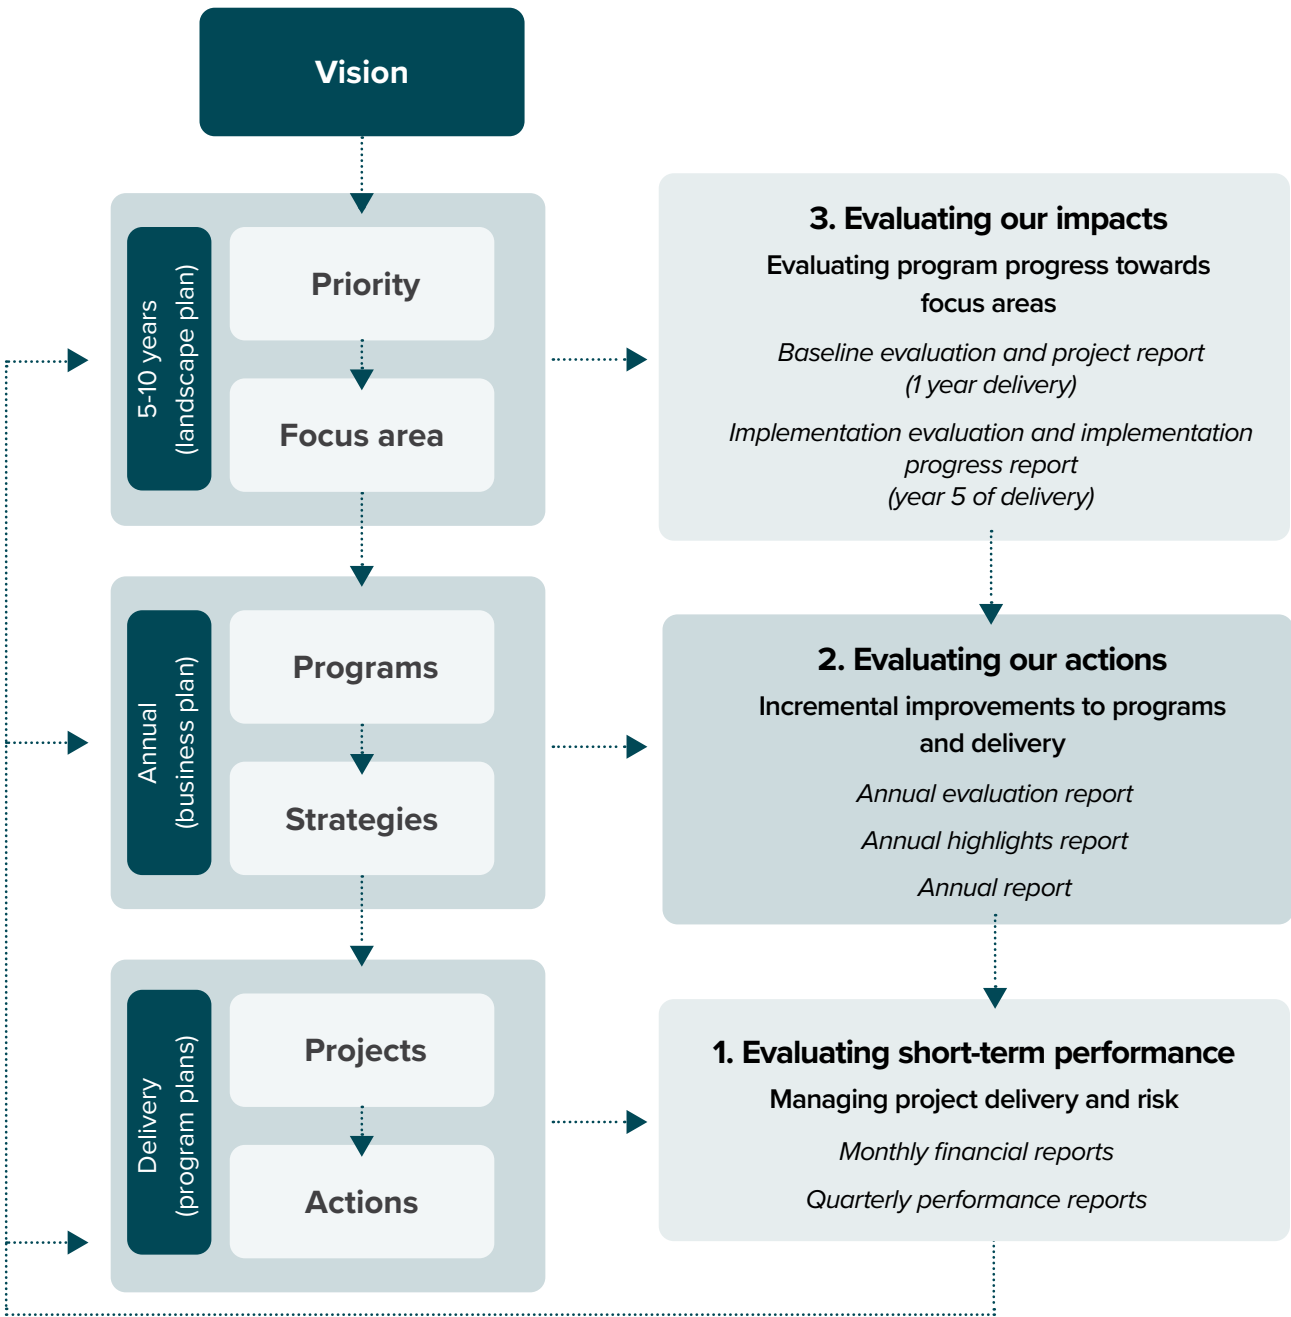 Vision
5-10 years
(landscape plan)
Priority
Focus area
3. Evaluating our impacts
Evaluating program progress towards
focus areas
Baseline evaluation and project report
(1 year delivery)
Implementation evaluation and implementation
progress report
(year 5 of delivery)
Annual
(business plan)
Programs
Strategies
2. Evaluating our actions
Incremental improvements to programs
and delivery
Annual evaluation report
Annual highlights report
Annual report
Delivery
(program plans)
Projects
Actions
1. Evaluating short-term performance
Managing project delivery and risk
Monthly financial reports
Quarterly performance reports